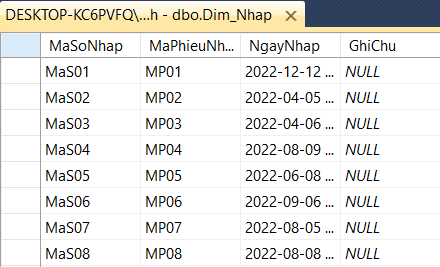 DESKTOP-KC6PVFQ\...h - dbo.Dim_Nhap
MaSoNhap MaPhieuNh... NgayNhap GhiChu
MaS01 MP01 2022-12-12 ... NULL
MaS02 MP02 2022-04-05 ... NULL
MaS03 MP03 2022-04-06 ... NULL
MaS04 MP04 2022-08-09 ... NULL
MaS05 MP05 2022-06-08 ... NULL
MaS06 MP06 2022-09-06 ... NULL
MaS07 MP07 2022-08-05 ... NULL
MaS08 MP08 2022-08-08 ... NULL